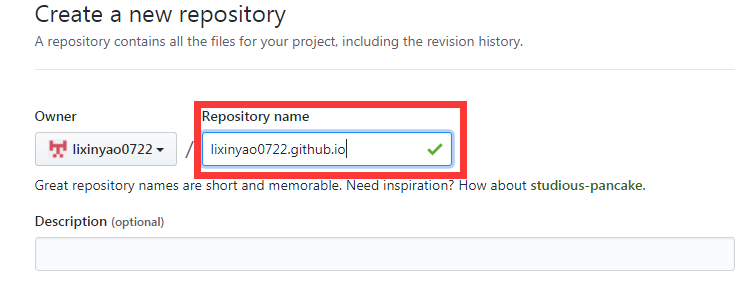 Create a new repository
A repository contains all the files for your project, including the revision history.
Owner
Repository name
lixinyao0722
/
lixinyao0722.github.io
Great repository names are short and memorable. Need inspiration? How about studious-pancake.
Description (optional)